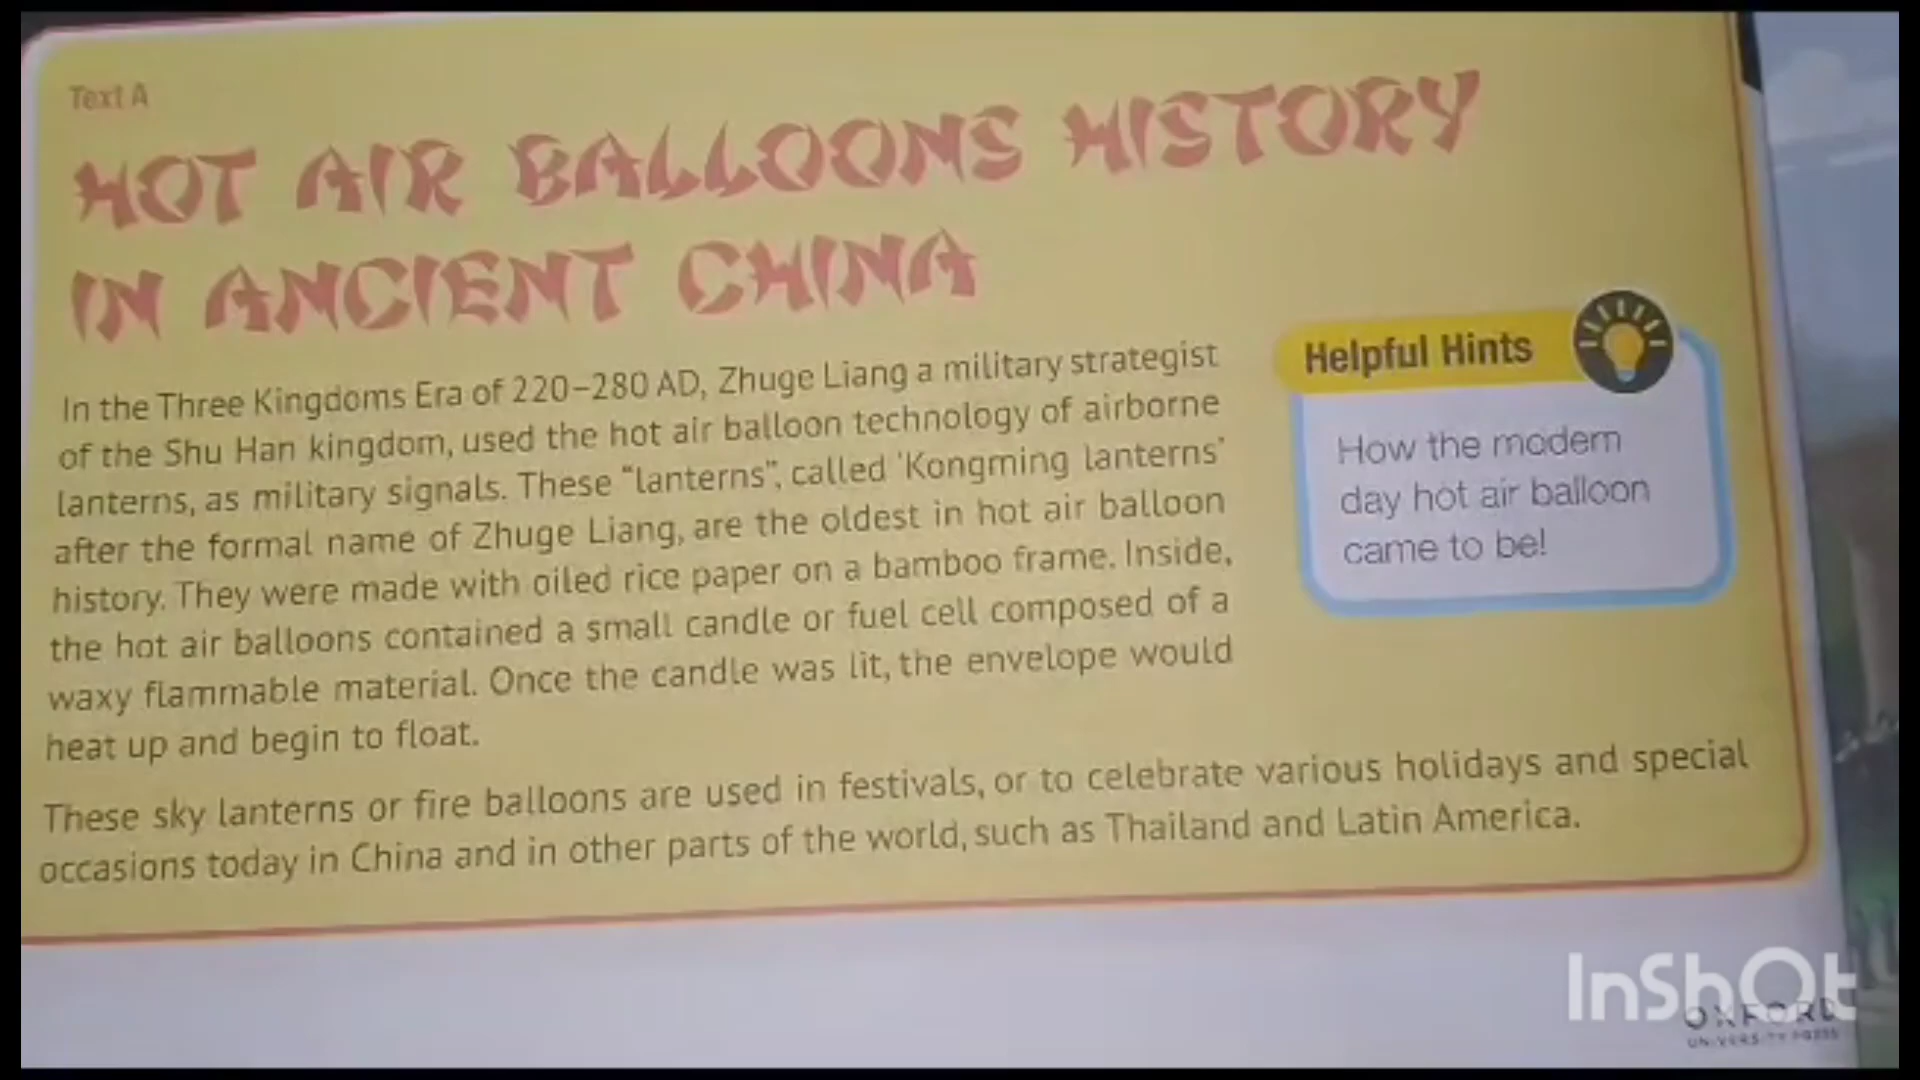 Text A
HOT AIR BALLOONS HISTORY
IN ANCIENT CHINA
In the Three Kingdoms Era of 220–280 AD, Zhuge Liang a military strategist
of the Shu Han kingdom, used the hot air balloon technology of airborne
lanterns, as military signals. These “lanterns”, called ‘Kongming lanterns’
after the formal name of Zhuge Liang, are the oldest in hot air balloon
history. They were made with oiled rice paper on a bamboo frame. Inside,
the hot air balloons contained a small candle or fuel cell composed of a
waxy flammable material. Once the candle was lit, the envelope would
heat up and begin to float.
These sky lanterns or fire balloons are used in festivals, or to celebrate various holidays and special
occasions today in China and in other parts of the world, such as Thailand and Latin America.
Helpful Hints
How the modern
day hot air balloon
came to be!
InShOt
OXFORD
UNIVERSITY PRESS